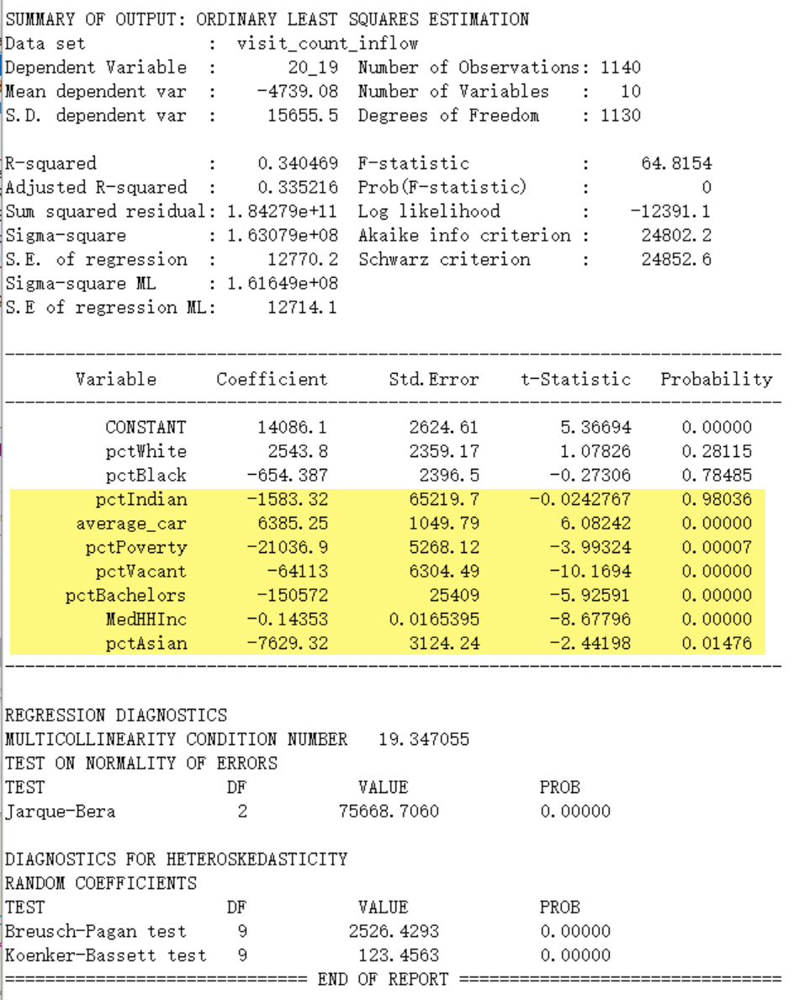 SUMMARY OF OUTPUT: ORDINARY LEAST SQUARES ESTIMATION
Data set : visit_count_inflow
Dependent Variable : 20_19 Number of Observations: 1140
Mean dependent var : -4739.08 Number of Variables : 10
S.D. dependent var : 15655.5 Degrees of Freedom : 1130
R-squared : 0.340469 F-statistic : 64.8154
Adjusted R-squared : 0.335216 Prob(F-statistic) : 0
Sum squared residual: 1.84279e+11 Log likelihood : -12391.1
Sigma-square : 1.63079e+08 Akaike info criterion : 24802.2
S.E. of regression : 12770.2 Schwarz criterion : 24852.6
Sigma-square ML : 1.61649e+08
S.E of regression ML: 12714.1
-----------------------------------------------------------------------------
Variable Coefficient Std.Error t-Statistic Probability
-----------------------------------------------------------------------------
CONSTANT 14086.1 2624.61 5.36694 0.00000
pctWhite 2543.8 2359.17 1.07826 0.28115
pctBlack -654.387 2396.5 -0.27306 0.78485
pctIndian -1583.32 65219.7 -0.0242767 0.98036
average_car 6385.25 1049.79 6.08242 0.00000
pctPoverty -21036.9 5268.12 -3.99324 0.00007
pctVacant -64113 6304.49 -10.1694 0.00000
pctBachelors -150572 25409 -5.92591 0.00000
MedHHInc -0.14353 0.0165395 -8.67796 0.00000
pctAsian -7629.32 3124.24 -2.44198 0.01476
-----------------------------------------------------------------------------
REGRESSION DIAGNOSTICS
MULTICOLLINEARITY CONDITION NUMBER 19.347055
TEST ON NORMALITY OF ERRORS
TEST DF VALUE PROB
Jarque-Bera 2 75668.7060 0.00000
DIAGNOSTICS FOR HETEROSKEDASTICITY
RANDOM COEFFICIENTS
TEST DF VALUE PROB
Breusch-Pagan test 9 2526.4293 0.00000
Koenker-Bassett test 9 123.4563 0.00000
============================== END OF REPORT ================================